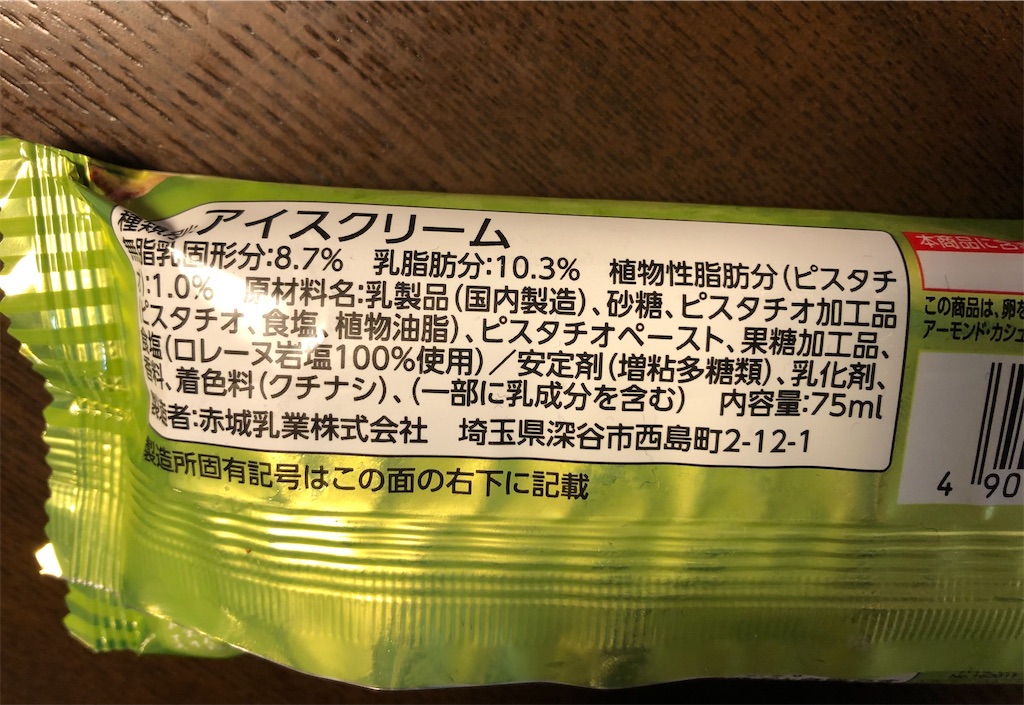 アイスクリーム
脂乳固形分:8.7% 乳脂肪分:10.3% 植物性脂肪分(ピスタチ
:1.0% 原材料名:乳製品(国内製造)、砂糖、ピスタチオ加工品
ピスタチオ、食塩、植物油脂)、ピスタチオペースト、果糖加工品、
塩(ロレーヌ岩塩100%使用)/安定剤(増粘多糖類)、乳化剤、
香料、着色料(クチナシ)、(一部に乳成分を含む) 内容量:75ml
製造者:赤城乳業株式会社 埼玉県深谷市西島町2-12-1
製造所固有記号はこの面の右下に記載
本商品に含
この商品は、卵を
アーモンド・カシュ
4 90